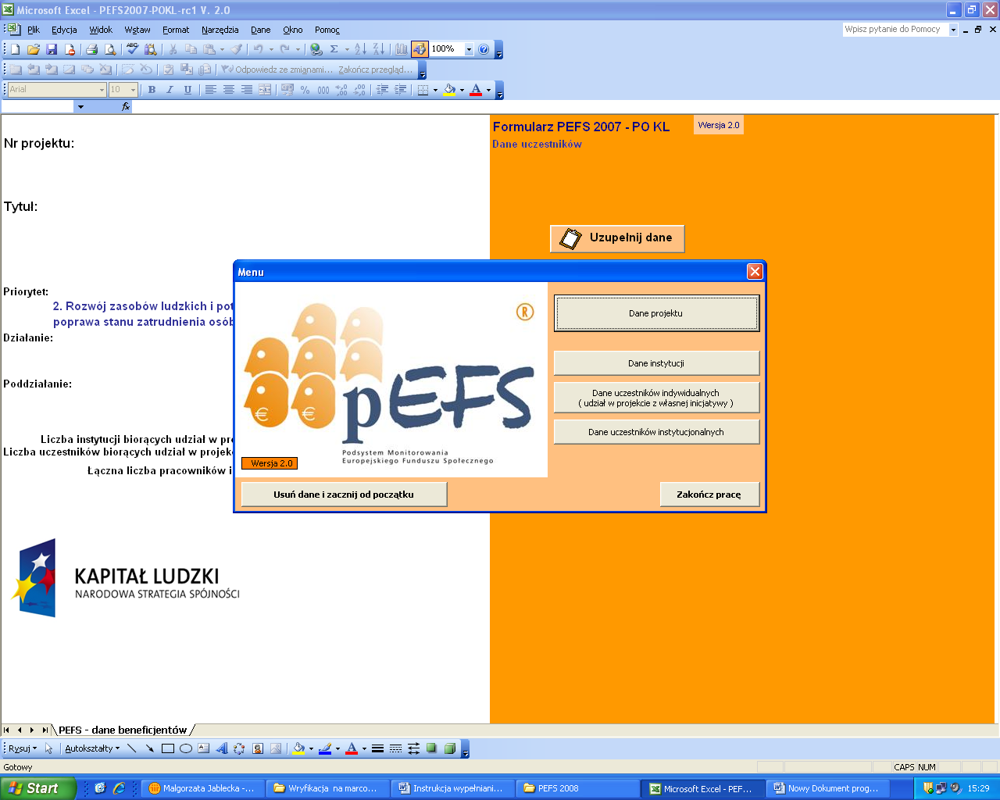 Microsoft Excel - PEFS2007-POKL-rc1 V. 2.0
Plik Edycja Widok Wstaw Format Narzędzia Dane Okno Pomoc
Wpisz pytanie do Pomocy
100%
Odpowiedz ze zmianami... Zakończ przegląd...
Arial 10 B I U % 000
fx
Nr projektu:
Tytuł:
Priorytet:
2. Rozwój zasobów ludzkich i pot
poprawa stanu zatrudnienia osób
Działanie:
Poddziałanie:
Liczba instytucji biorących udział w pro
Liczba uczestników biorących udział w projekc
Łączna liczba pracowników i
KAPITAŁ LUDZKI
NARODOWA STRATEGIA SPÓJNOŚCI
Formularz PEFS 2007 - PO KL
Wersja 2.0
Dane uczestników
Uzupełnij dane
Menu
®
pEFS
Podsystem Monitorowania
Europejskiego Funduszu Społecznego
Wersja 2.0
Dane projektu
Dane instytucji
Dane uczestników indywidualnych
( udział w projekcie z własnej inicjatywy )
Dane uczestników instytucjonalnych
Usuń dane i zacznij od początku
Zakończ pracę
PEFS - dane beneficjentów
Rysuj Autokształty
Gotowy
CAPS NUM
Start
Malgorzata Jablecka -...
Wryfikacja na marco...
Instrukcja wypełniani...
PEFS 2008
Microsoft Excel - PEF...
Nowy Dokument prog...
15:29